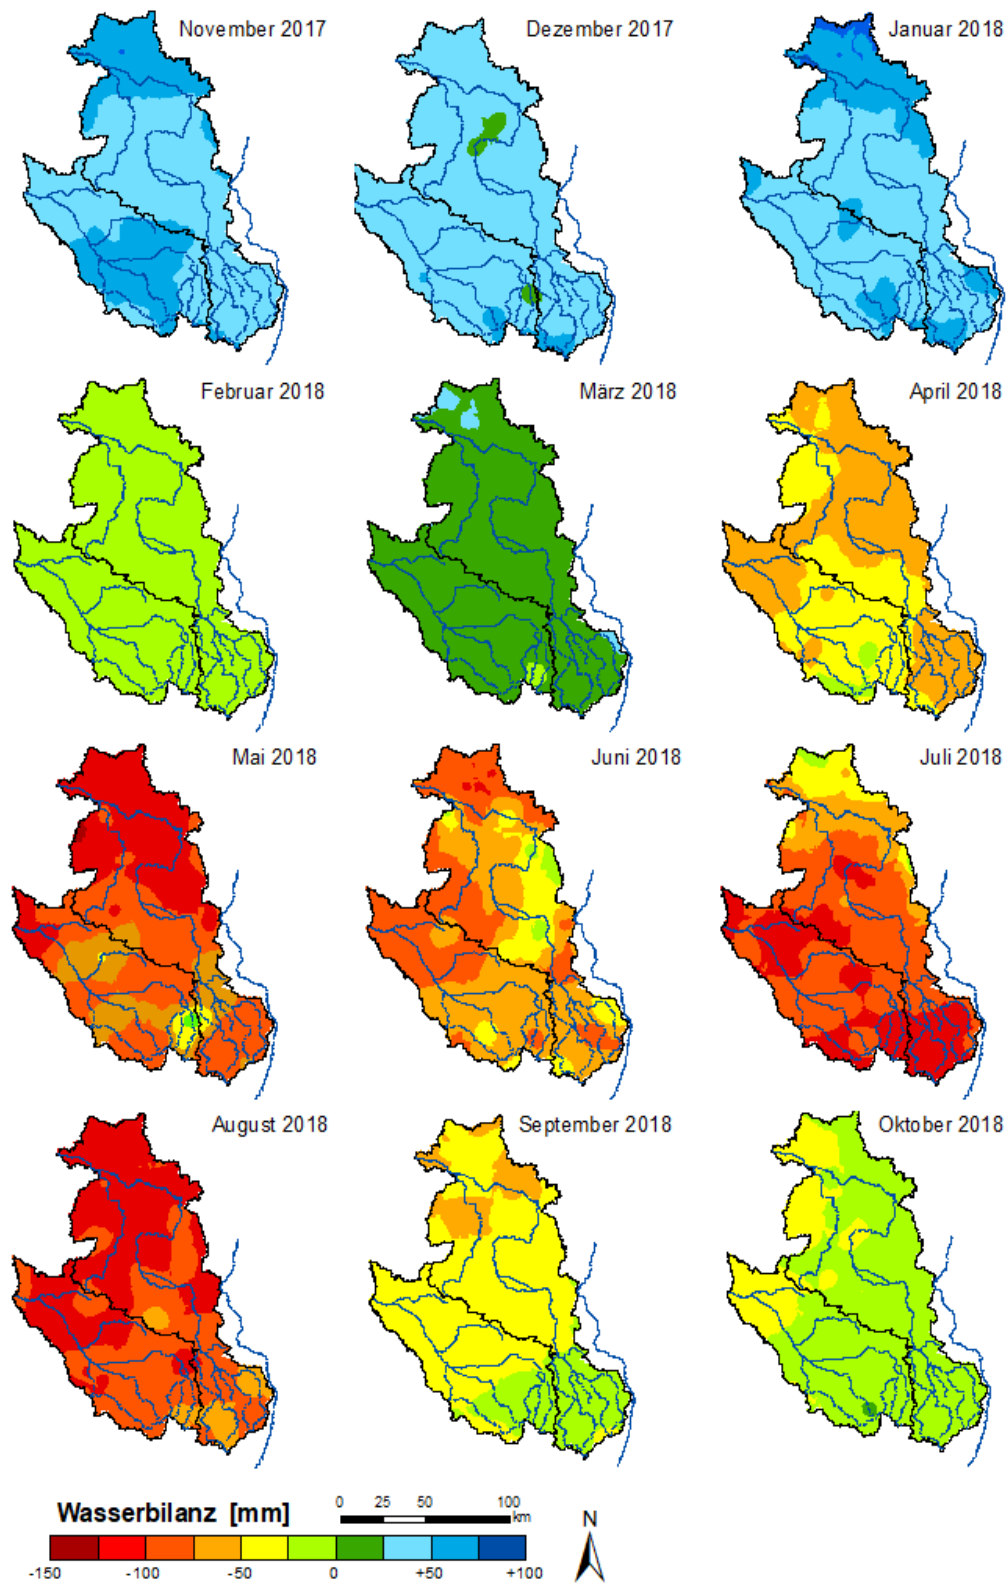 November 2017
Dezember 2017
Januar 2018
Februar 2018
März 2018
April 2018
Mai 2018
Juni 2018
Juli 2018
August 2018
September 2018
Oktober 2018
Wasserbilanz [mm]
0 25 50 100
km
N
-150 -100 -50 0 +50 +100